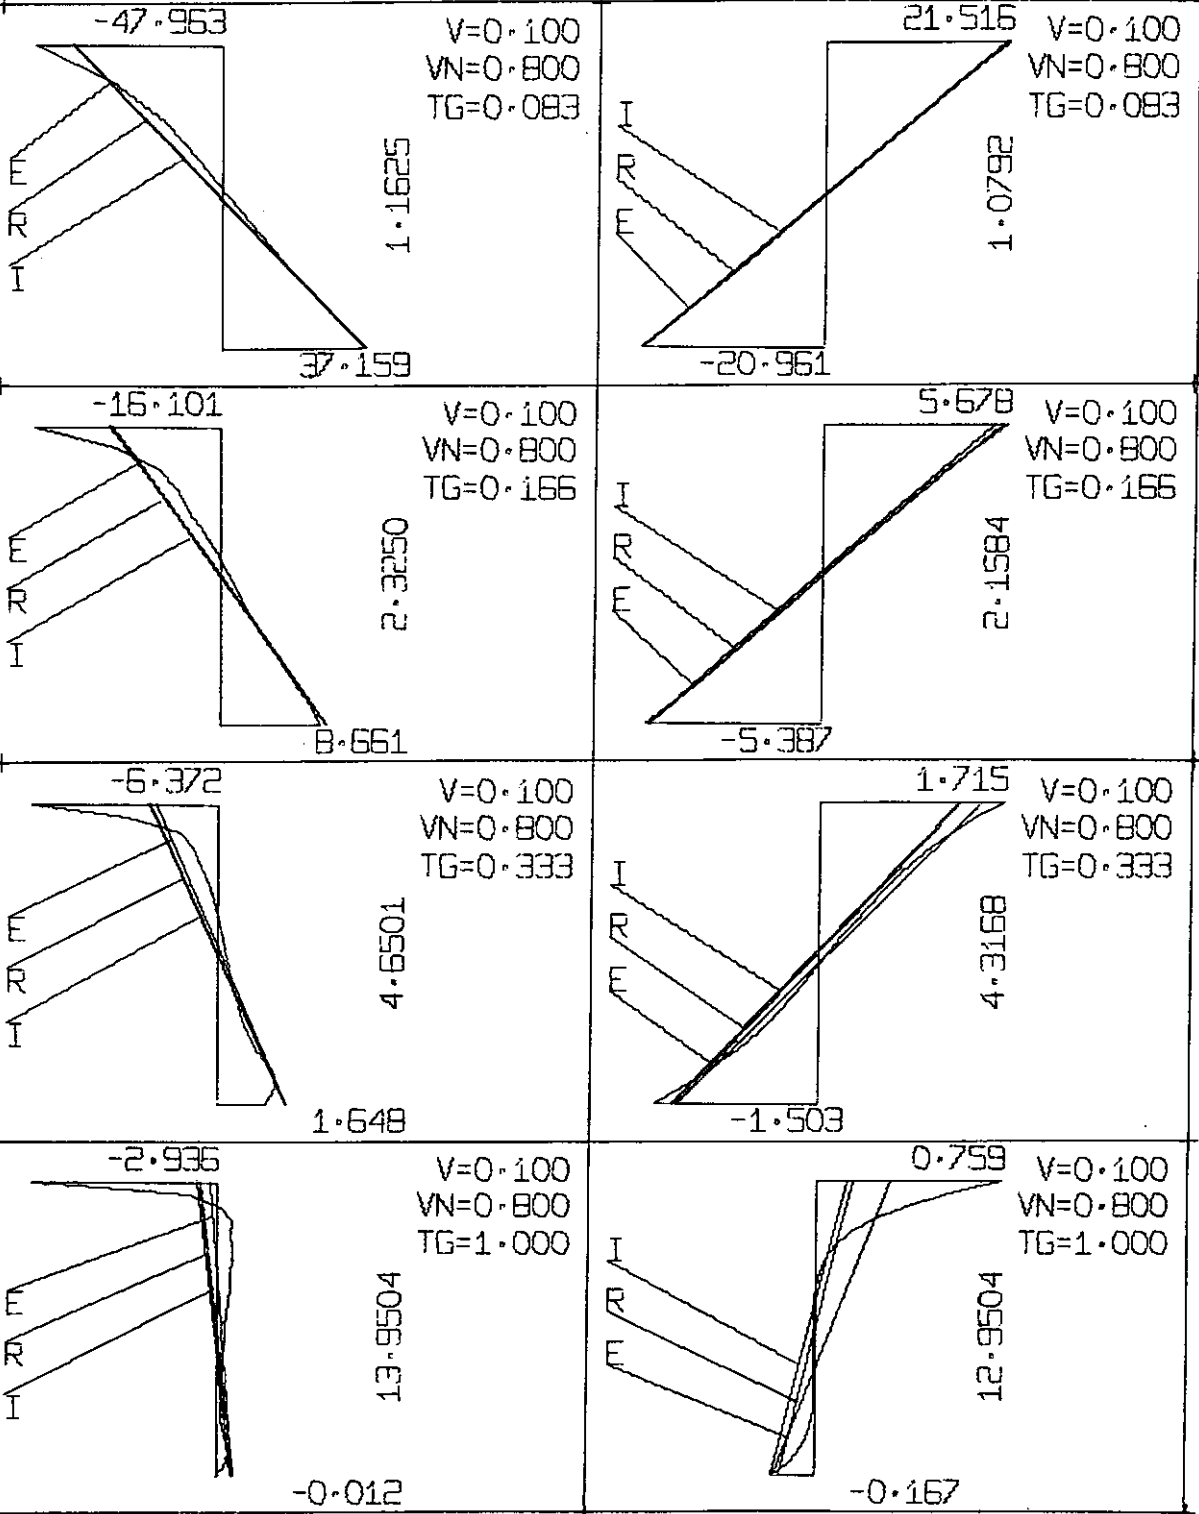 -47.963
V=0.100
VN=0.800
TG=0.083
E
R
I
1.1625
37.159
21.516
V=0.100
VN=0.800
TG=0.083
I
R
E
1.0792
-20.961
-16.101
V=0.100
VN=0.800
TG=0.166
E
R
I
2.3250
8.661
5.678
V=0.100
VN=0.800
TG=0.166
I
R
E
2.1584
-5.387
-6.372
V=0.100
VN=0.800
TG=0.333
E
R
I
4.6501
1.648
1.715
V=0.100
VN=0.800
TG=0.333
I
R
E
4.3168
-1.503
-2.936
V=0.100
VN=0.800
TG=1.000
E
R
I
13.9504
-0.012
0.759
V=0.100
VN=0.800
TG=1.000
I
R
E
12.9504
-0.167